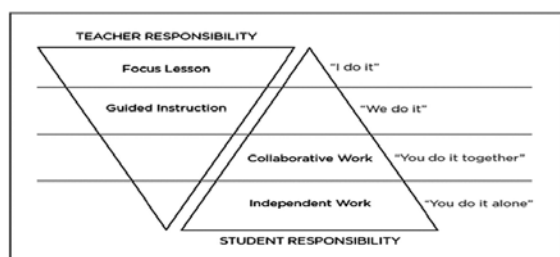 TEACHER RESPONSIBILITY
Focus Lesson "I do it"
Guided Instruction "We do it"
Collaborative Work "You do it together"
Independent Work "You do it alone"
STUDENT RESPONSIBILITY